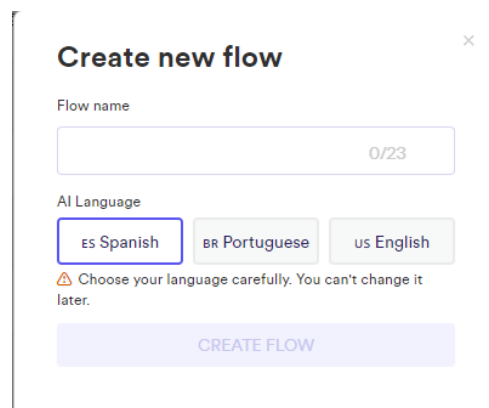 Create new flow
×
Flow name
0/23
AI Language
ES Spanish
BR Portuguese
US English
Choose your language carefully. You can't change it
later.
CREATE FLOW